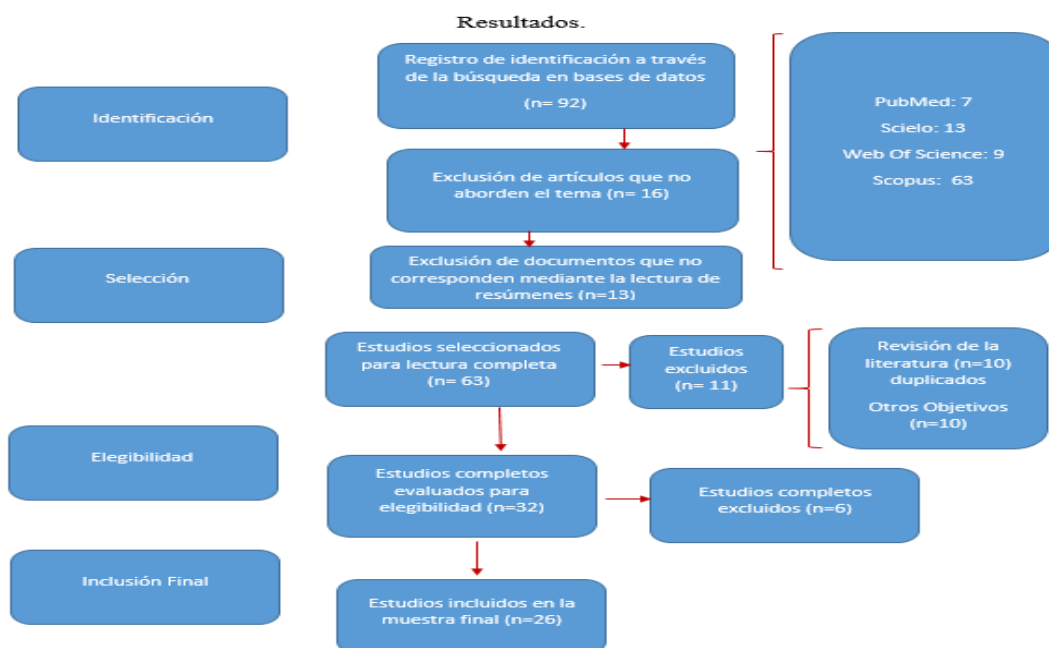 Resultados.
Registro de identificación a través
de la búsqueda en bases de datos
(n= 92)
PubMed: 7
Scielo: 13
Web Of Science: 9
Scopus: 63
Identificación
Exclusión de artículos que no
aborden el tema (n= 16)
Selección
Exclusión de documentos que no
corresponden mediante la lectura de
resúmenes (n=13)
Estudios seleccionados
para lectura completa
(n= 63)
Estudios
excluidos
(n= 11)
Revisión de la
literatura (n=10)
duplicados
Otros Objetivos
(n=10)
Elegibilidad
Estudios completos
evaluados para
elegibilidad (n=32)
Estudios completos
excluidos (n=6)
Inclusión Final
Estudios incluidos en la
muestra final (n=26)